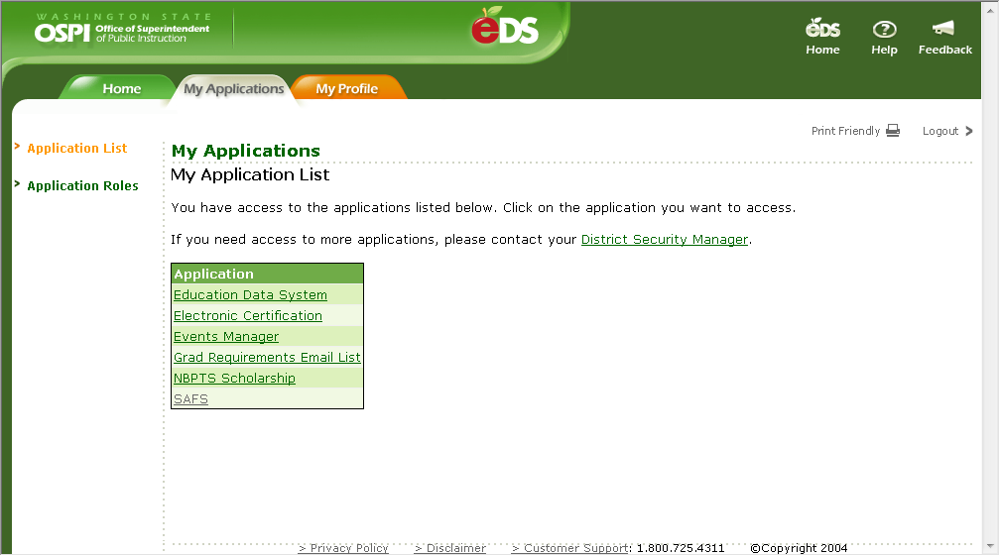 WASHINGTON STATE
OSPI Office of Superintendent
of Public Instruction
eDS
eDS
Home
Help
Feedback
Home
My Applications
My Profile
Print Friendly
Logout >
> Application List
> Application Roles
My Applications
My Application List
You have access to the applications listed below. Click on the application you want to access.
If you need access to more applications, please contact your District Security Manager.
Application
Education Data System
Electronic Certification
Events Manager
Grad Requirements Email List
NBPTS Scholarship
SAFS
> Privacy Policy > Disclaimer > Customer Support: 1.800.725.4311 ©Copyright 2004